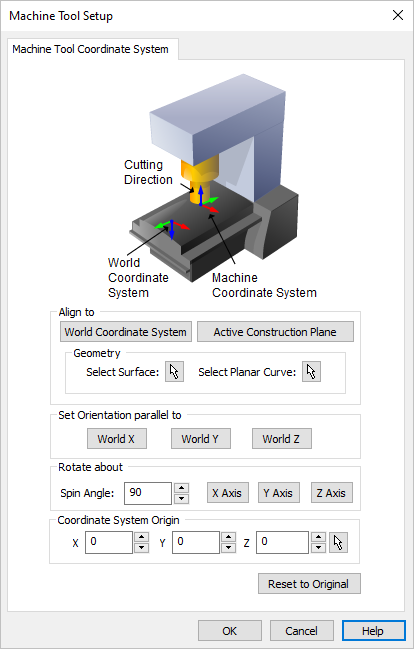 Machine Tool Setup
Machine Tool Coordinate System
Cutting
Direction
World
Coordinate
System
Machine
Coordinate System
Align to
World Coordinate System
Active Construction Plane
Geometry
Select Surface:
Select Planar Curve:
Set Orientation parallel to
World X
World Y
World Z
Rotate about
Spin Angle:
90
X Axis
Y Axis
Z Axis
Coordinate System Origin
X
0
Y
0
Z
0
Reset to Original
OK
Cancel
Help